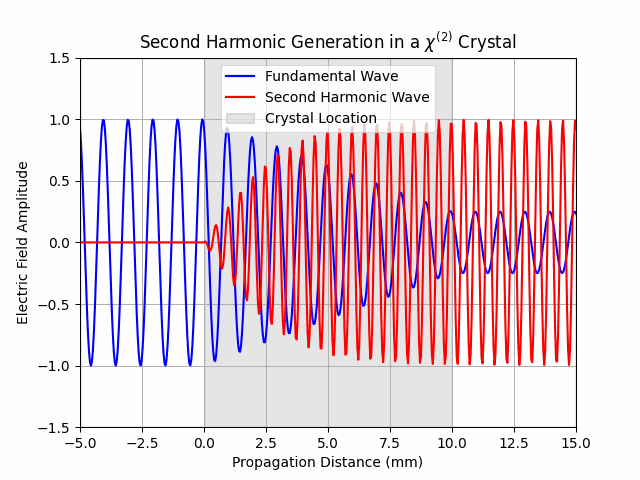 Second Harmonic Generation in a χ⁽²⁾ Crystal
Fundamental Wave
Second Harmonic Wave
Crystal Location
Electric Field Amplitude
1.5
1.0
0.5
0.0
−0.5
−1.0
−1.5
−5.0 −2.5 0.0 2.5 5.0 7.5 10.0 12.5 15.0
Propagation Distance (mm)